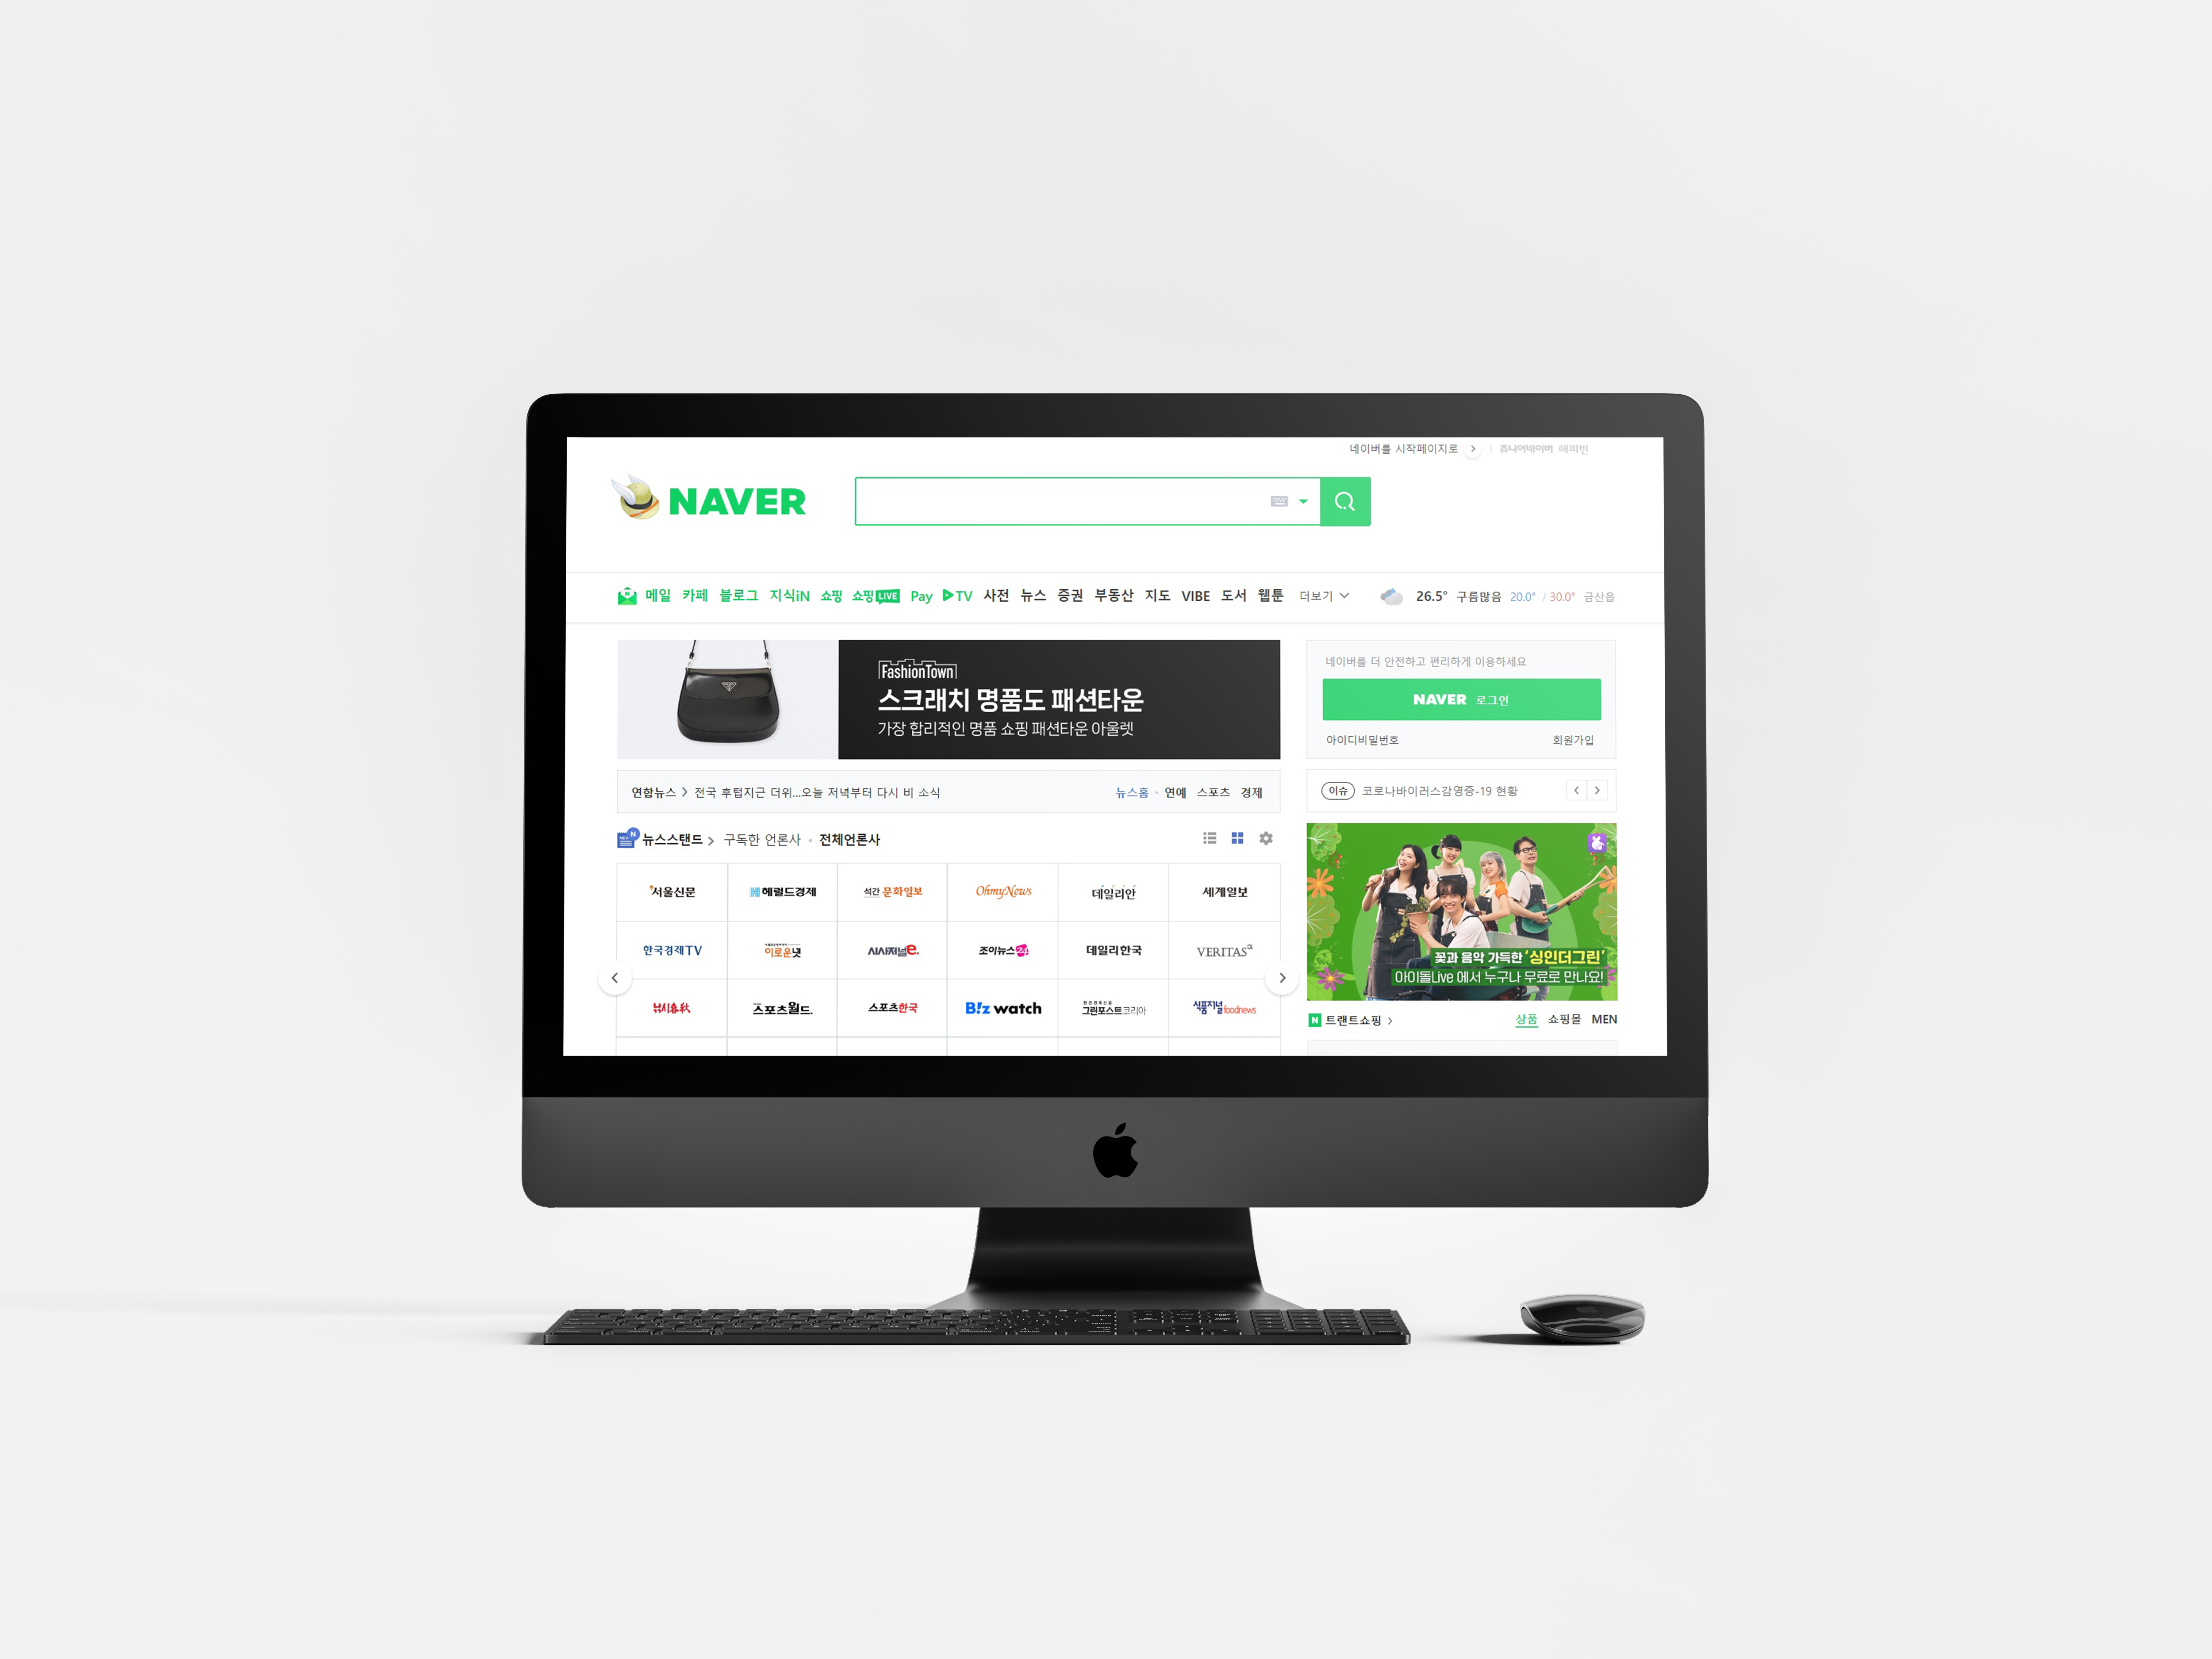 네이버를 시작페이지로 쥬니어네이버 해피빈
NAVER
메일 카페 블로그 지식iN 쇼핑 쇼핑LIVE Pay TV 사전 뉴스 증권 부동산 지도 VIBE 도서 웹툰 더보기 26.5° 구름많음 20.0° / 30.0° 금산읍
FashionTown
스크래치 명품도 패션타운
가장 합리적인 명품 쇼핑 패션타운 아울렛
네이버를 더 안전하고 편리하게 이용하세요
NAVER 로그인
아이디비밀번호 회원가입
연합뉴스 > 전국 후텁지근 더위...오늘 저녁부터 다시 비 소식 뉴스홈 · 연예 스포츠 경제
이슈 코로나바이러스감영증-19 현황
뉴스스탠드 > 구독한 언론사 · 전체언론사
서울신문 헤럴드경제 석간 문화일보 OhmyNews 데일리안 세계일보
한국경제TV 이로운넷 시사저널e. 조이뉴스24 데일리한국 VERITASα
낚시춘추 스포츠월드. 스포츠한국 B!z watch 그린포스트코리아 식품저널foodnews
꽃과 음악 가득한 '싱인더그린'
아이돌Live 에서 누구나 무료로 만나요!
N 트랜트쇼핑 > 상품 쇼핑몰 MEN